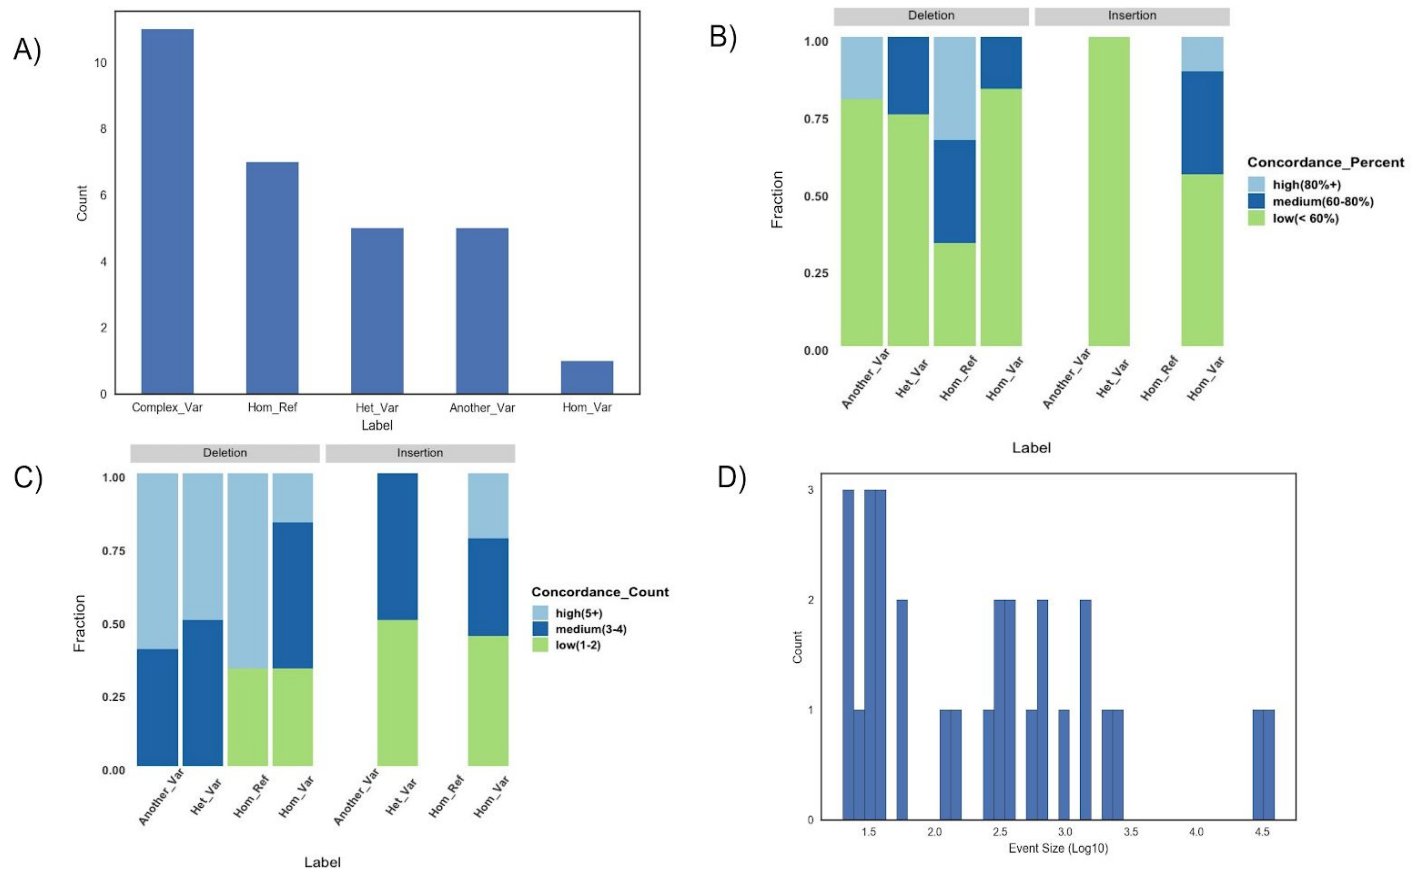 A)
Count
10
8
6
4
2
0
Complex_Var Hom_Ref Het_Var Another_Var Hom_Var
Label
B)
Deletion Insertion
Fraction
1.00
0.75
0.50
0.25
0.00
Another_Var Het_Var Hom_Ref Hom_Var Another_Var Het_Var Hom_Ref Hom_Var
Label
Concordance_Percent
high(80%+)
medium(60-80%)
low(< 60%)
C)
Deletion Insertion
Fraction
1.00
0.75
0.50
0.25
0.00
Another_Var Het_Var Hom_Ref Hom_Var Another_Var Het_Var Hom_Ref Hom_Var
Label
Concordance_Count
high(5+)
medium(3-4)
low(1-2)
D)
Count
3
2
1
0
1.5 2.0 2.5 3.0 3.5 4.0 4.5
Event Size (Log10)